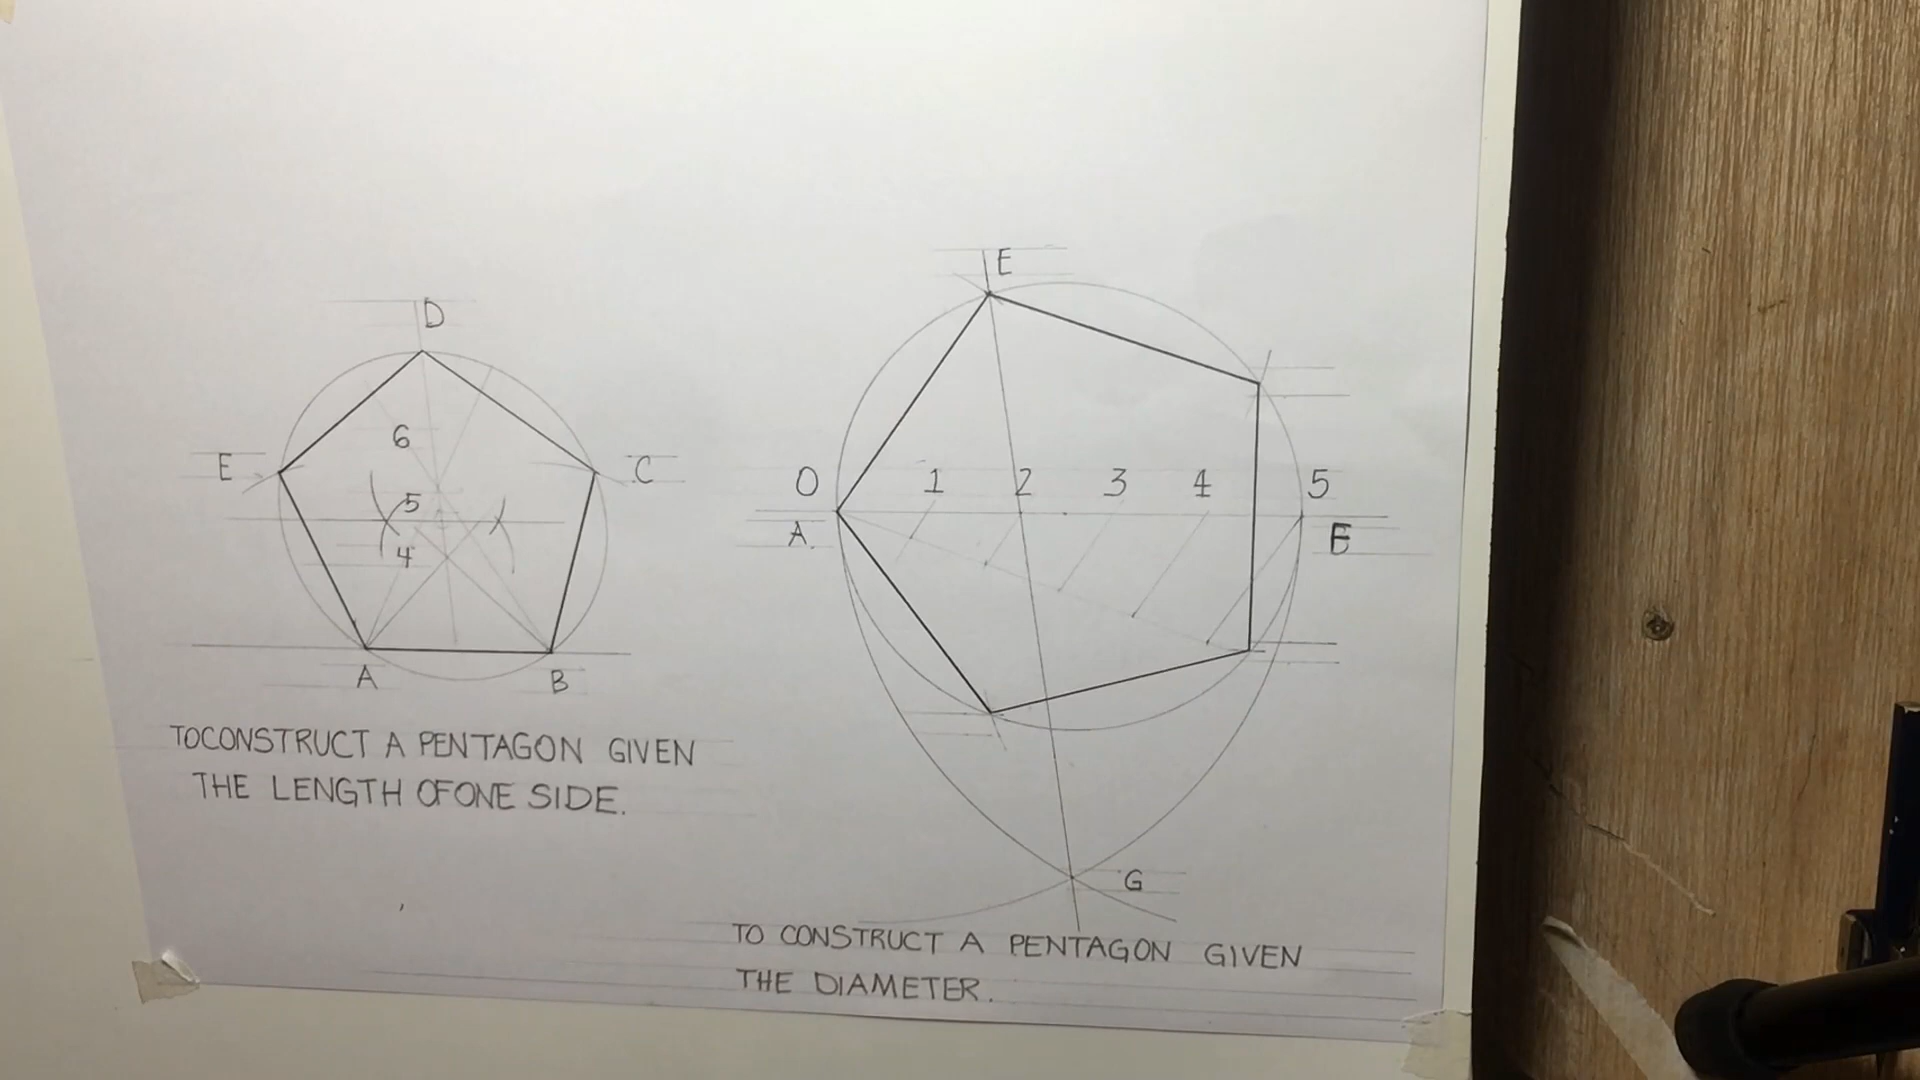 D
6
E
C
5
4
A
B
TOCONSTRUCT A PENTAGON GIVEN
THE LENGTH OFONE SIDE.
E
0 1 2 3 4 5
A.
G
TO CONSTRUCT A PENTAGON GIVEN
THE DIAMETER.